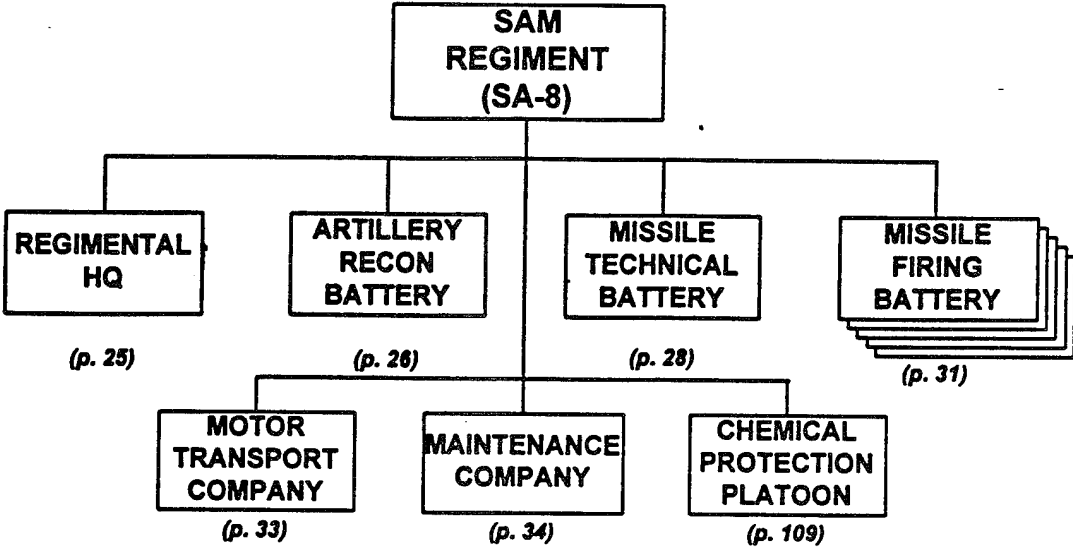 SAM
REGIMENT
(SA-8)
REGIMENTAL
HQ
(p. 25)
ARTILLERY
RECON
BATTERY
(p. 26)
MISSILE
TECHNICAL
BATTERY
(p. 28)
MISSILE
FIRING
BATTERY
(p. 31)
MOTOR
TRANSPORT
COMPANY
(p. 33)
MAINTENANCE
COMPANY
(p. 34)
CHEMICAL
PROTECTION
PLATOON
(p. 109)